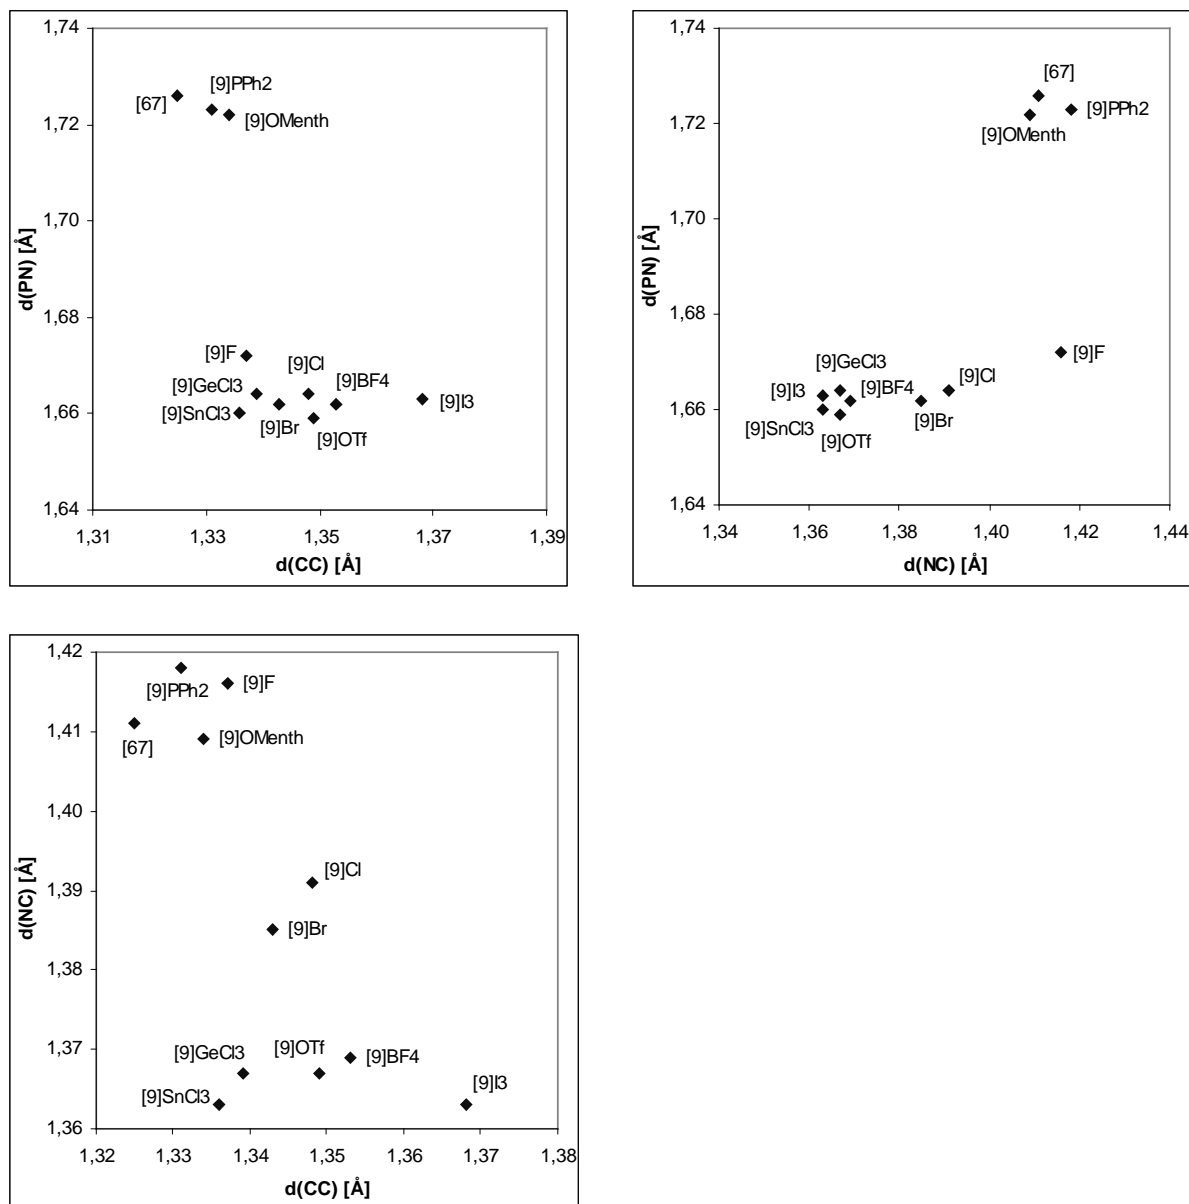 1,74
1,72
1,70
1,68
1,66
1,64
d(PN) [Å]
[9]PPh2
[67]
[9]OMenth
[9]F
[9]Cl
[9]GeCl3
[9]BF4
[9]I3
[9]SnCl3
[9]Br
[9]OTf
1,31 1,33 1,35 1,37 1,39
d(CC) [Å]
1,74
1,72
1,70
1,68
1,66
1,64
d(PN) [Å]
[67]
[9]PPh2
[9]OMenth
[9]GeCl3
[9]F
[9]I3
[9]BF4
[9]Cl
[9]SnCl3
[9]OTf
[9]Br
1,34 1,36 1,38 1,40 1,42 1,44
d(NC) [Å]
1,42
1,41
1,40
1,39
1,38
1,37
1,36
d(NC) [Å]
[9]PPh2
[9]F
[67]
[9]OMenth
[9]Cl
[9]Br
[9]GeCl3
[9]OTf
[9]BF4
[9]SnCl3
[9]I3
1,32 1,33 1,34 1,35 1,36 1,37 1,38
d(CC) [Å]